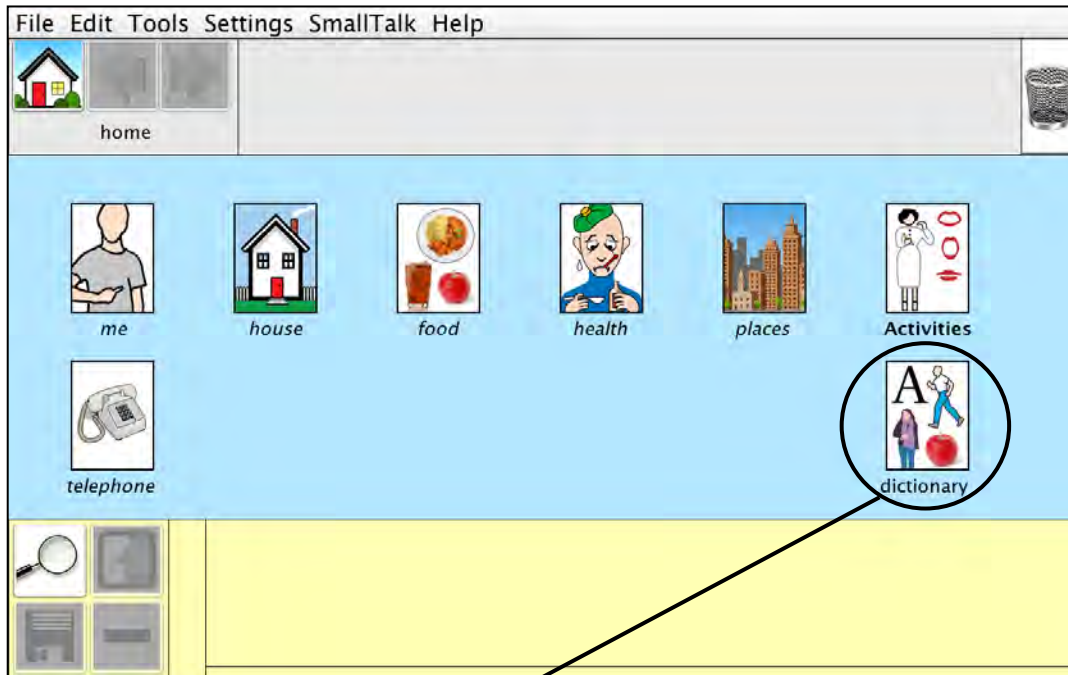 File Edit Tools Settings SmallTalk Help
home
me house food health places Activities
A
telephone dictionary